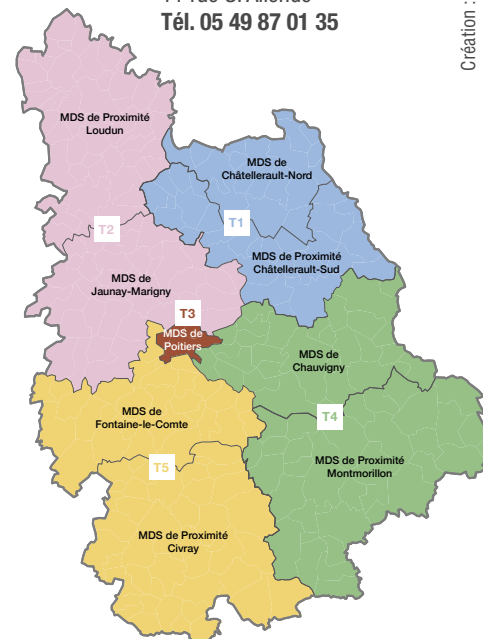 Tél. 05 49 87 01 35
Création :
MDS de Proximité
Loudun
MDS de
Châtellerault-Nord
T1
T2
MDS de Proximité
Châtellerault-Sud
MDS de
Jaunay-Marigny
T3
MDS de
Poitiers
MDS de
Chauvigny
MDS de
Fontaine-le-Comte
T4
T5
MDS de Proximité
Montmorillon
MDS de Proximité
Civray